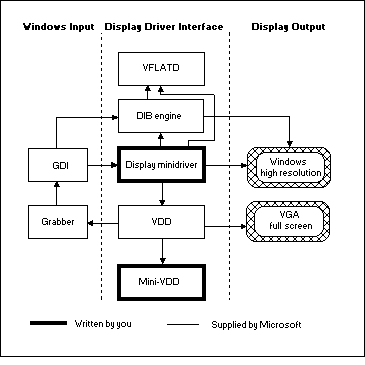 Windows Input
Display Driver Interface
Display Output
VFLATD
DIB engine
GDI
Display minidriver
Windows
high resolution
Grabber
VDD
VGA
full screen
Mini-VDD
Written by you
Supplied by Microsoft